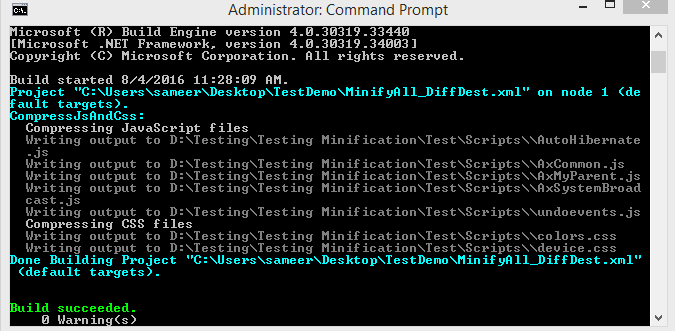 Administrator: Command Prompt
C:\.
Microsoft (R) Build Engine version 4.0.30319.33440
[Microsoft .NET Framework, version 4.0.30319.34003]
Copyright (C) Microsoft Corporation. All rights reserved.
Build started 8/4/2016 11:28:09 AM.
Project "C:\Users\sameer\Desktop\TestDemo\MinifyAll_DiffDest.xml" on node 1 (de
fault targets).
CompressJsAndCss:
  Compressing JavaScript files
  Writing output to D:\Testing\Testing Minification\Test\Scripts\\AutoHibernate
  .js
  Writing output to D:\Testing\Testing Minification\Test\Scripts\\AxCommon.js
  Writing output to D:\Testing\Testing Minification\Test\Scripts\\AxMyParent.js
  Writing output to D:\Testing\Testing Minification\Test\Scripts\\AxSystemBroad
  cast.js
  Writing output to D:\Testing\Testing Minification\Test\Scripts\\undoevents.js
  Compressing CSS files
  Writing output to D:\Testing\Testing Minification\Test\Scripts\\colors.css
  Writing output to D:\Testing\Testing Minification\Test\Scripts\\device.css
Done Building Project "C:\Users\sameer\Desktop\TestDemo\MinifyAll_DiffDest.xml"
 (default targets).
Build succeeded.
    0 Warning(s)